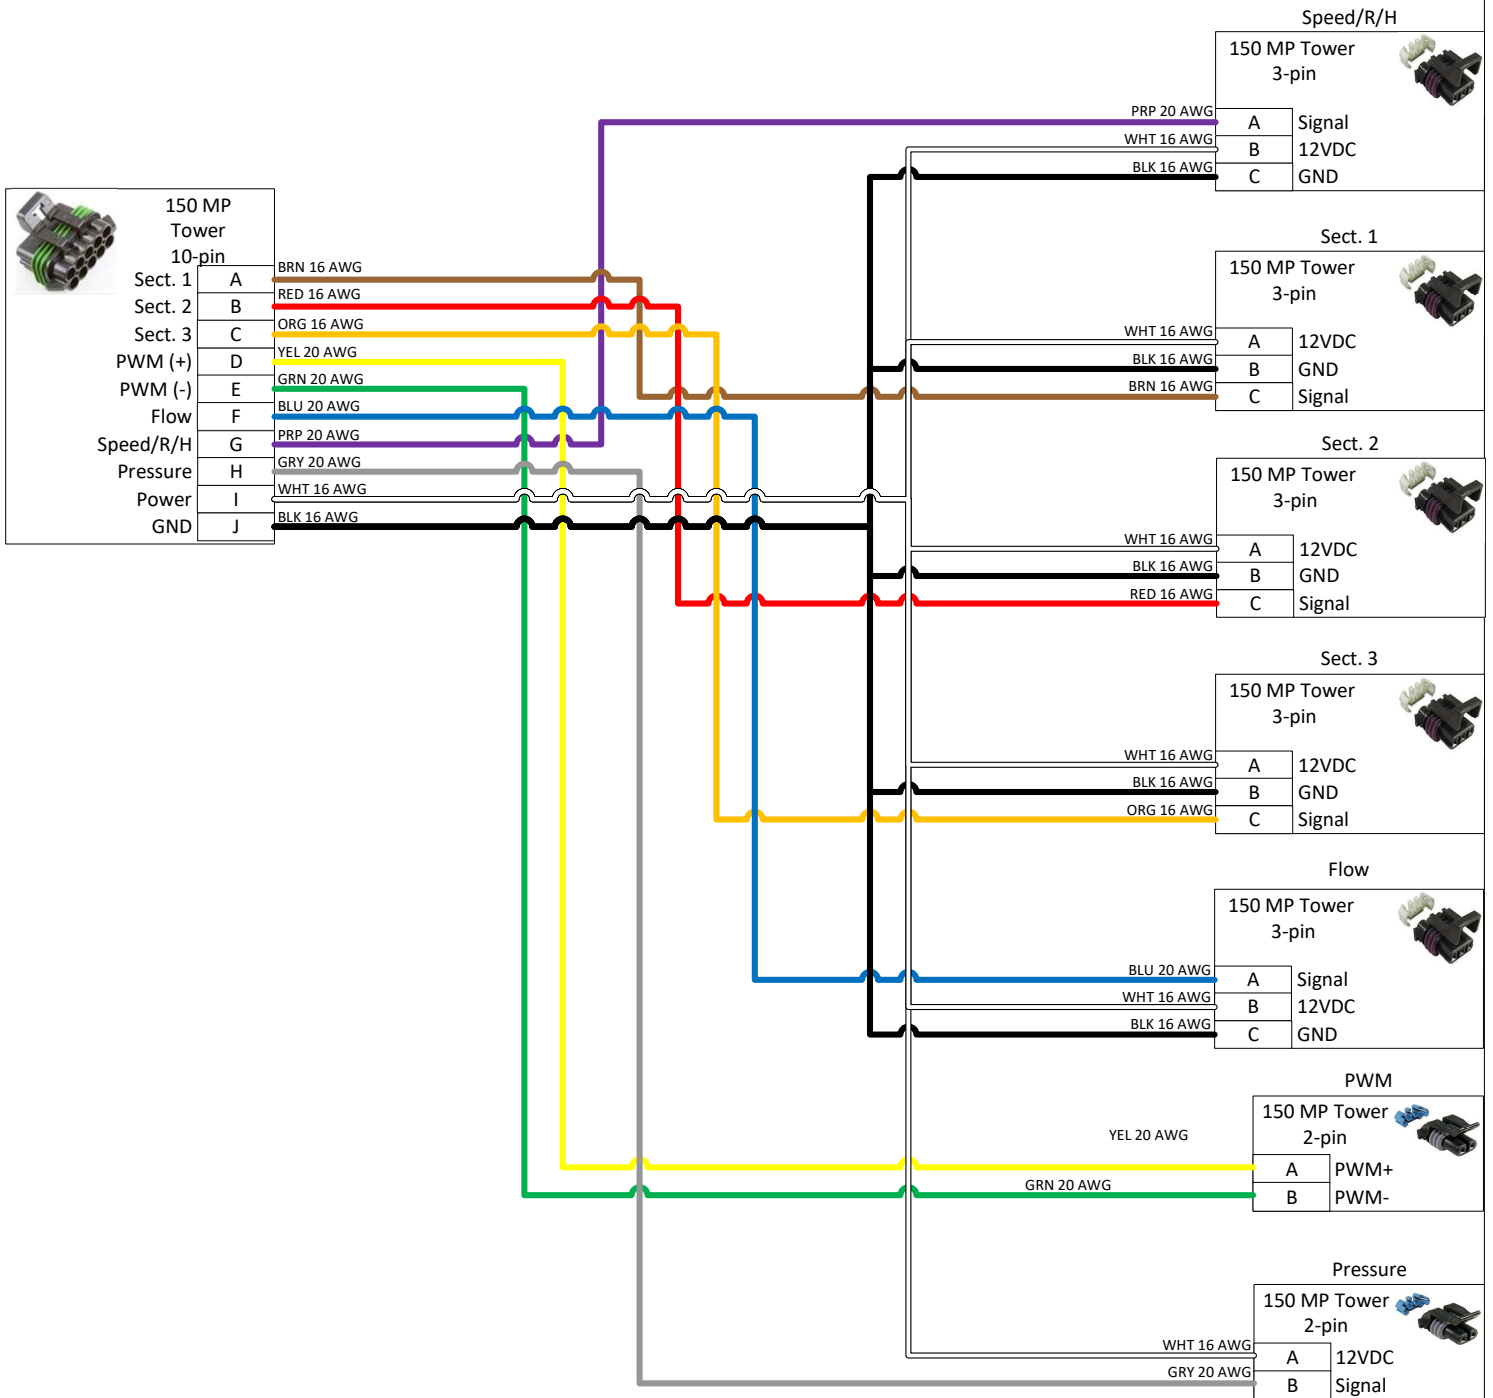 150 MP
Tower
10-pin
Sect. 1 A BRN 16 AWG
Sect. 2 B RED 16 AWG
Sect. 3 C ORG 16 AWG
PWM (+) D YEL 20 AWG
PWM (-) E GRN 20 AWG
Flow F BLU 20 AWG
Speed/R/H G PRP 20 AWG
Pressure H GRY 20 AWG
Power I WHT 16 AWG
GND J BLK 16 AWG
Speed/R/H
150 MP Tower
3-pin
PRP 20 AWG A Signal
WHT 16 AWG B 12VDC
BLK 16 AWG C GND
Sect. 1
150 MP Tower
3-pin
WHT 16 AWG A 12VDC
BLK 16 AWG B GND
BRN 16 AWG C Signal
Sect. 2
150 MP Tower
3-pin
WHT 16 AWG A 12VDC
BLK 16 AWG B GND
RED 16 AWG C Signal
Sect. 3
150 MP Tower
3-pin
WHT 16 AWG A 12VDC
BLK 16 AWG B GND
ORG 16 AWG C Signal
Flow
150 MP Tower
3-pin
BLU 20 AWG A Signal
WHT 16 AWG B 12VDC
BLK 16 AWG C GND
PWM
150 MP Tower
2-pin
YEL 20 AWG A PWM+
GRN 20 AWG B PWM-
Pressure
150 MP Tower
2-pin
WHT 16 AWG A 12VDC
GRY 20 AWG B Signal